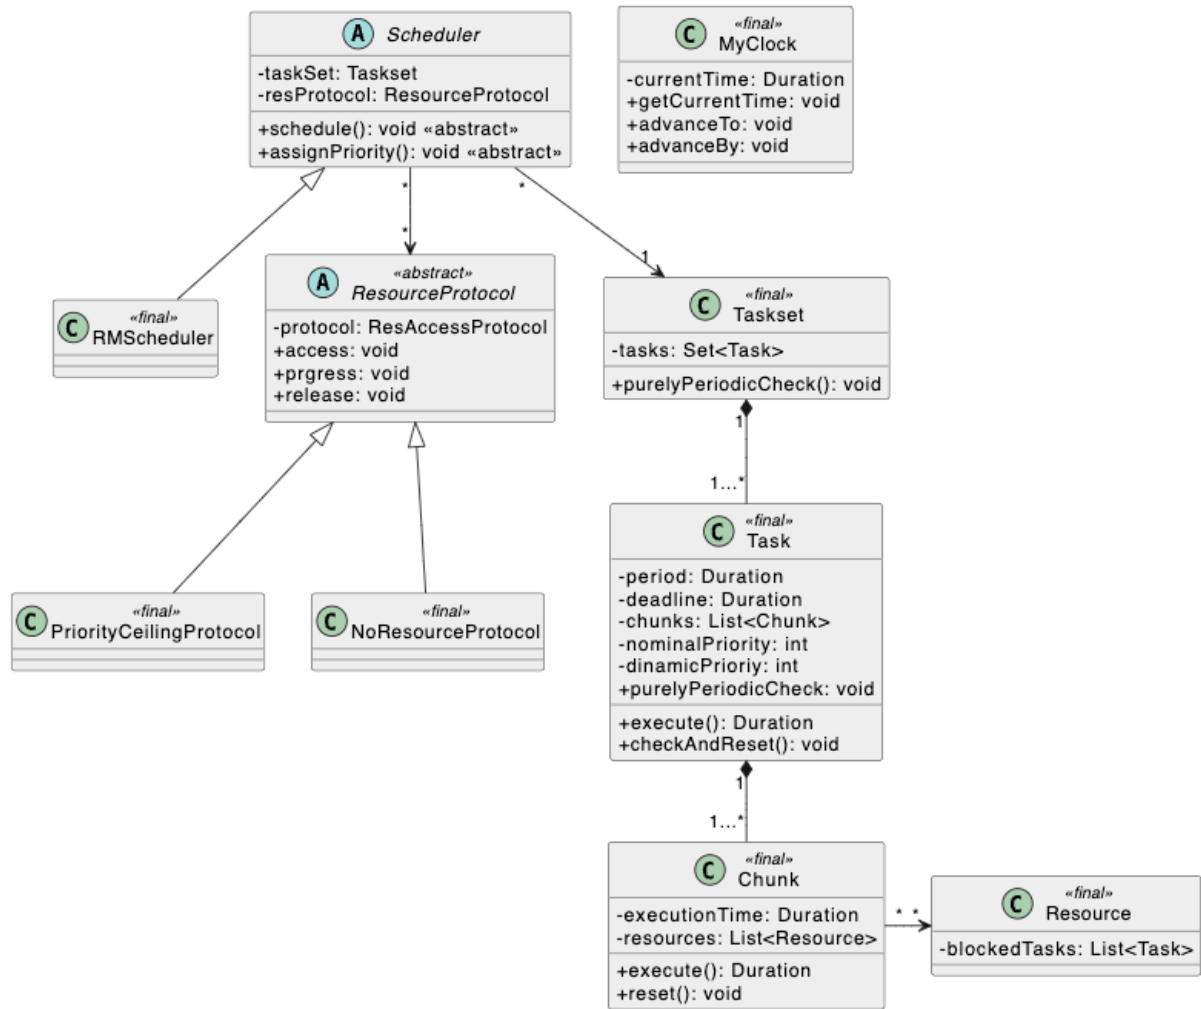 A Scheduler
-taskSet: Taskset
-resProtocol: ResourceProtocol
+schedule(): void «abstract»
+assignPriority(): void «abstract»
«final»
C MyClock
-currentTime: Duration
+getCurrentTime: void
+advanceTo: void
+advanceBy: void
*
*
*
1
«final»
C RMScheduler
«abstract»
A ResourceProtocol
-protocol: ResAccessProtocol
+access: void
+prgress: void
+release: void
«final»
C Taskset
-tasks: Set<Task>
+purelyPeriodicCheck(): void
1
1...*
«final»
C PriorityCeilingProtocol
«final»
C NoResourceProtocol
«final»
C Task
-period: Duration
-deadline: Duration
-chunks: List<Chunk>
-nominalPriority: int
-dinamicPrioriy: int
+purelyPeriodicCheck: void
+execute(): Duration
+checkAndReset(): void
1
1...*
«final»
C Chunk
-executionTime: Duration
-resources: List<Resource>
+execute(): Duration
+reset(): void
* *
«final»
C Resource
-blockedTasks: List<Task>